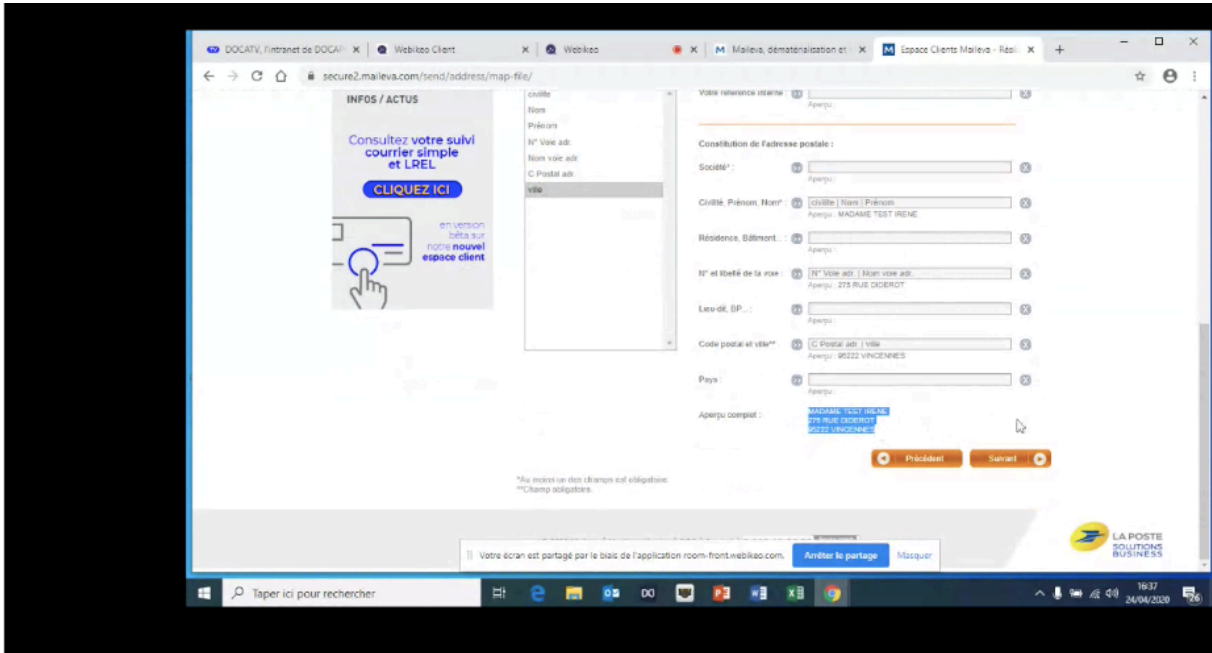 DOCATV, l'intranet de DOCAP
Webikeo Client
Webikeo
Maileva, dématérialisation et
Espace Clients Maileva - Réali
secure2.maileva.com/send/address/map-file/
INFOS / ACTUS
Consultez votre suivi
courrier simple
et LREL
CLIQUEZ ICI
en version
bêta sur
notre nouvel
espace client
civilite
Nom
Prénom
N° Voie adr.
Nom voie adr.
C Postal adr.
ville
Votre référence interne :
Aperçu :
Constitution de l'adresse postale :
Société* :
Aperçu :
Civilité, Prénom, Nom* :
civilite | Nom | Prénom
Aperçu : MADAME TEST IRENE
Résidence, Bâtiment... :
Aperçu :
N° et libellé de la voie :
N° Voie adr. | Nom voie adr.
Aperçu : 275 RUE DIDEROT
Lieu-dit, BP... :
Aperçu :
Code postal et ville** :
C Postal adr. | ville
Aperçu : 95222 VINCENNES
Pays :
Aperçu :
Aperçu complet :
MADAME TEST IRENE
275 RUE DIDEROT
95222 VINCENNES
Précédent
Suivant
*Au moins un des champs est obligatoire.
**Champ obligatoire.
LA POSTE
SOLUTIONS
BUSINESS
Votre écran est partagé par le biais de l'application room-front.webikeo.com.
Arrêter le partage
Masquer
Taper ici pour rechercher
16:37
24/04/2020
26